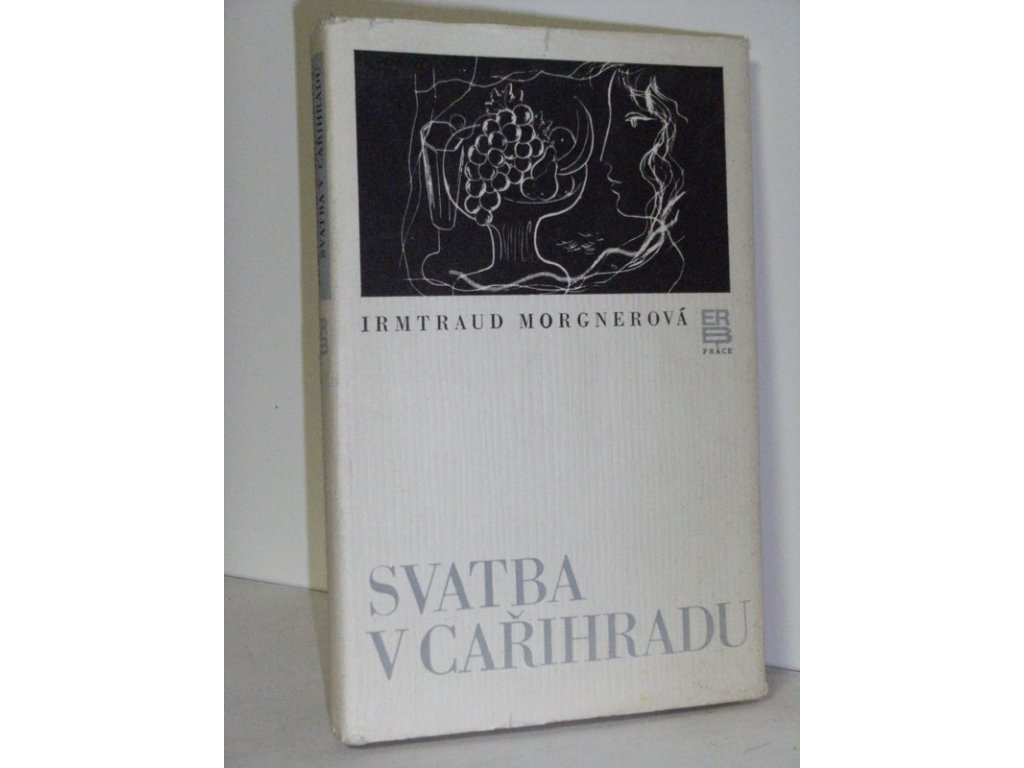 SVATBA V CAŘIHRADU
IRMTRAUD MORGNEROVÁ
ERB
PRÁCE
SVATBA
V CAŘIHRADU